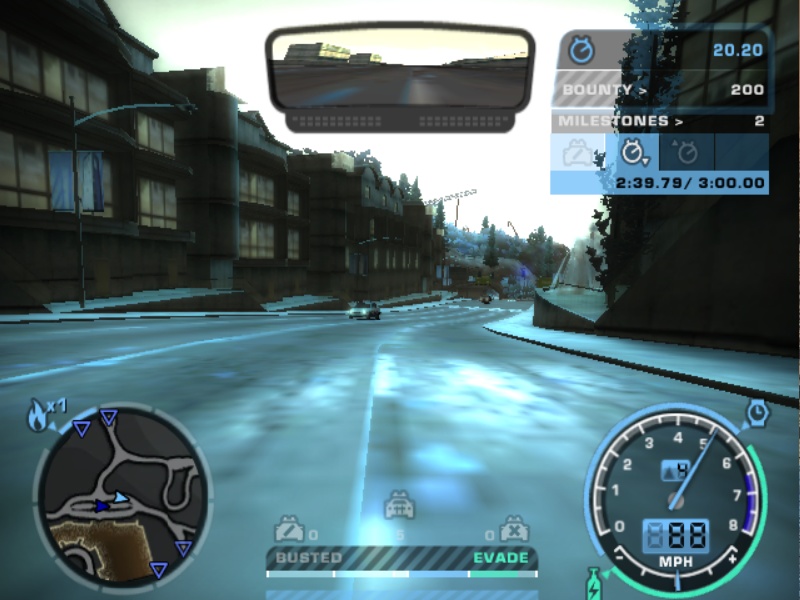 20.20
BOUNTY > 200
MILESTONES > 2
2:39.79/ 3:00.00
x1
0 5 0
BUSTED EVADE
0 1 2 3 4 5 6 7 8
4
88
MPH
- +